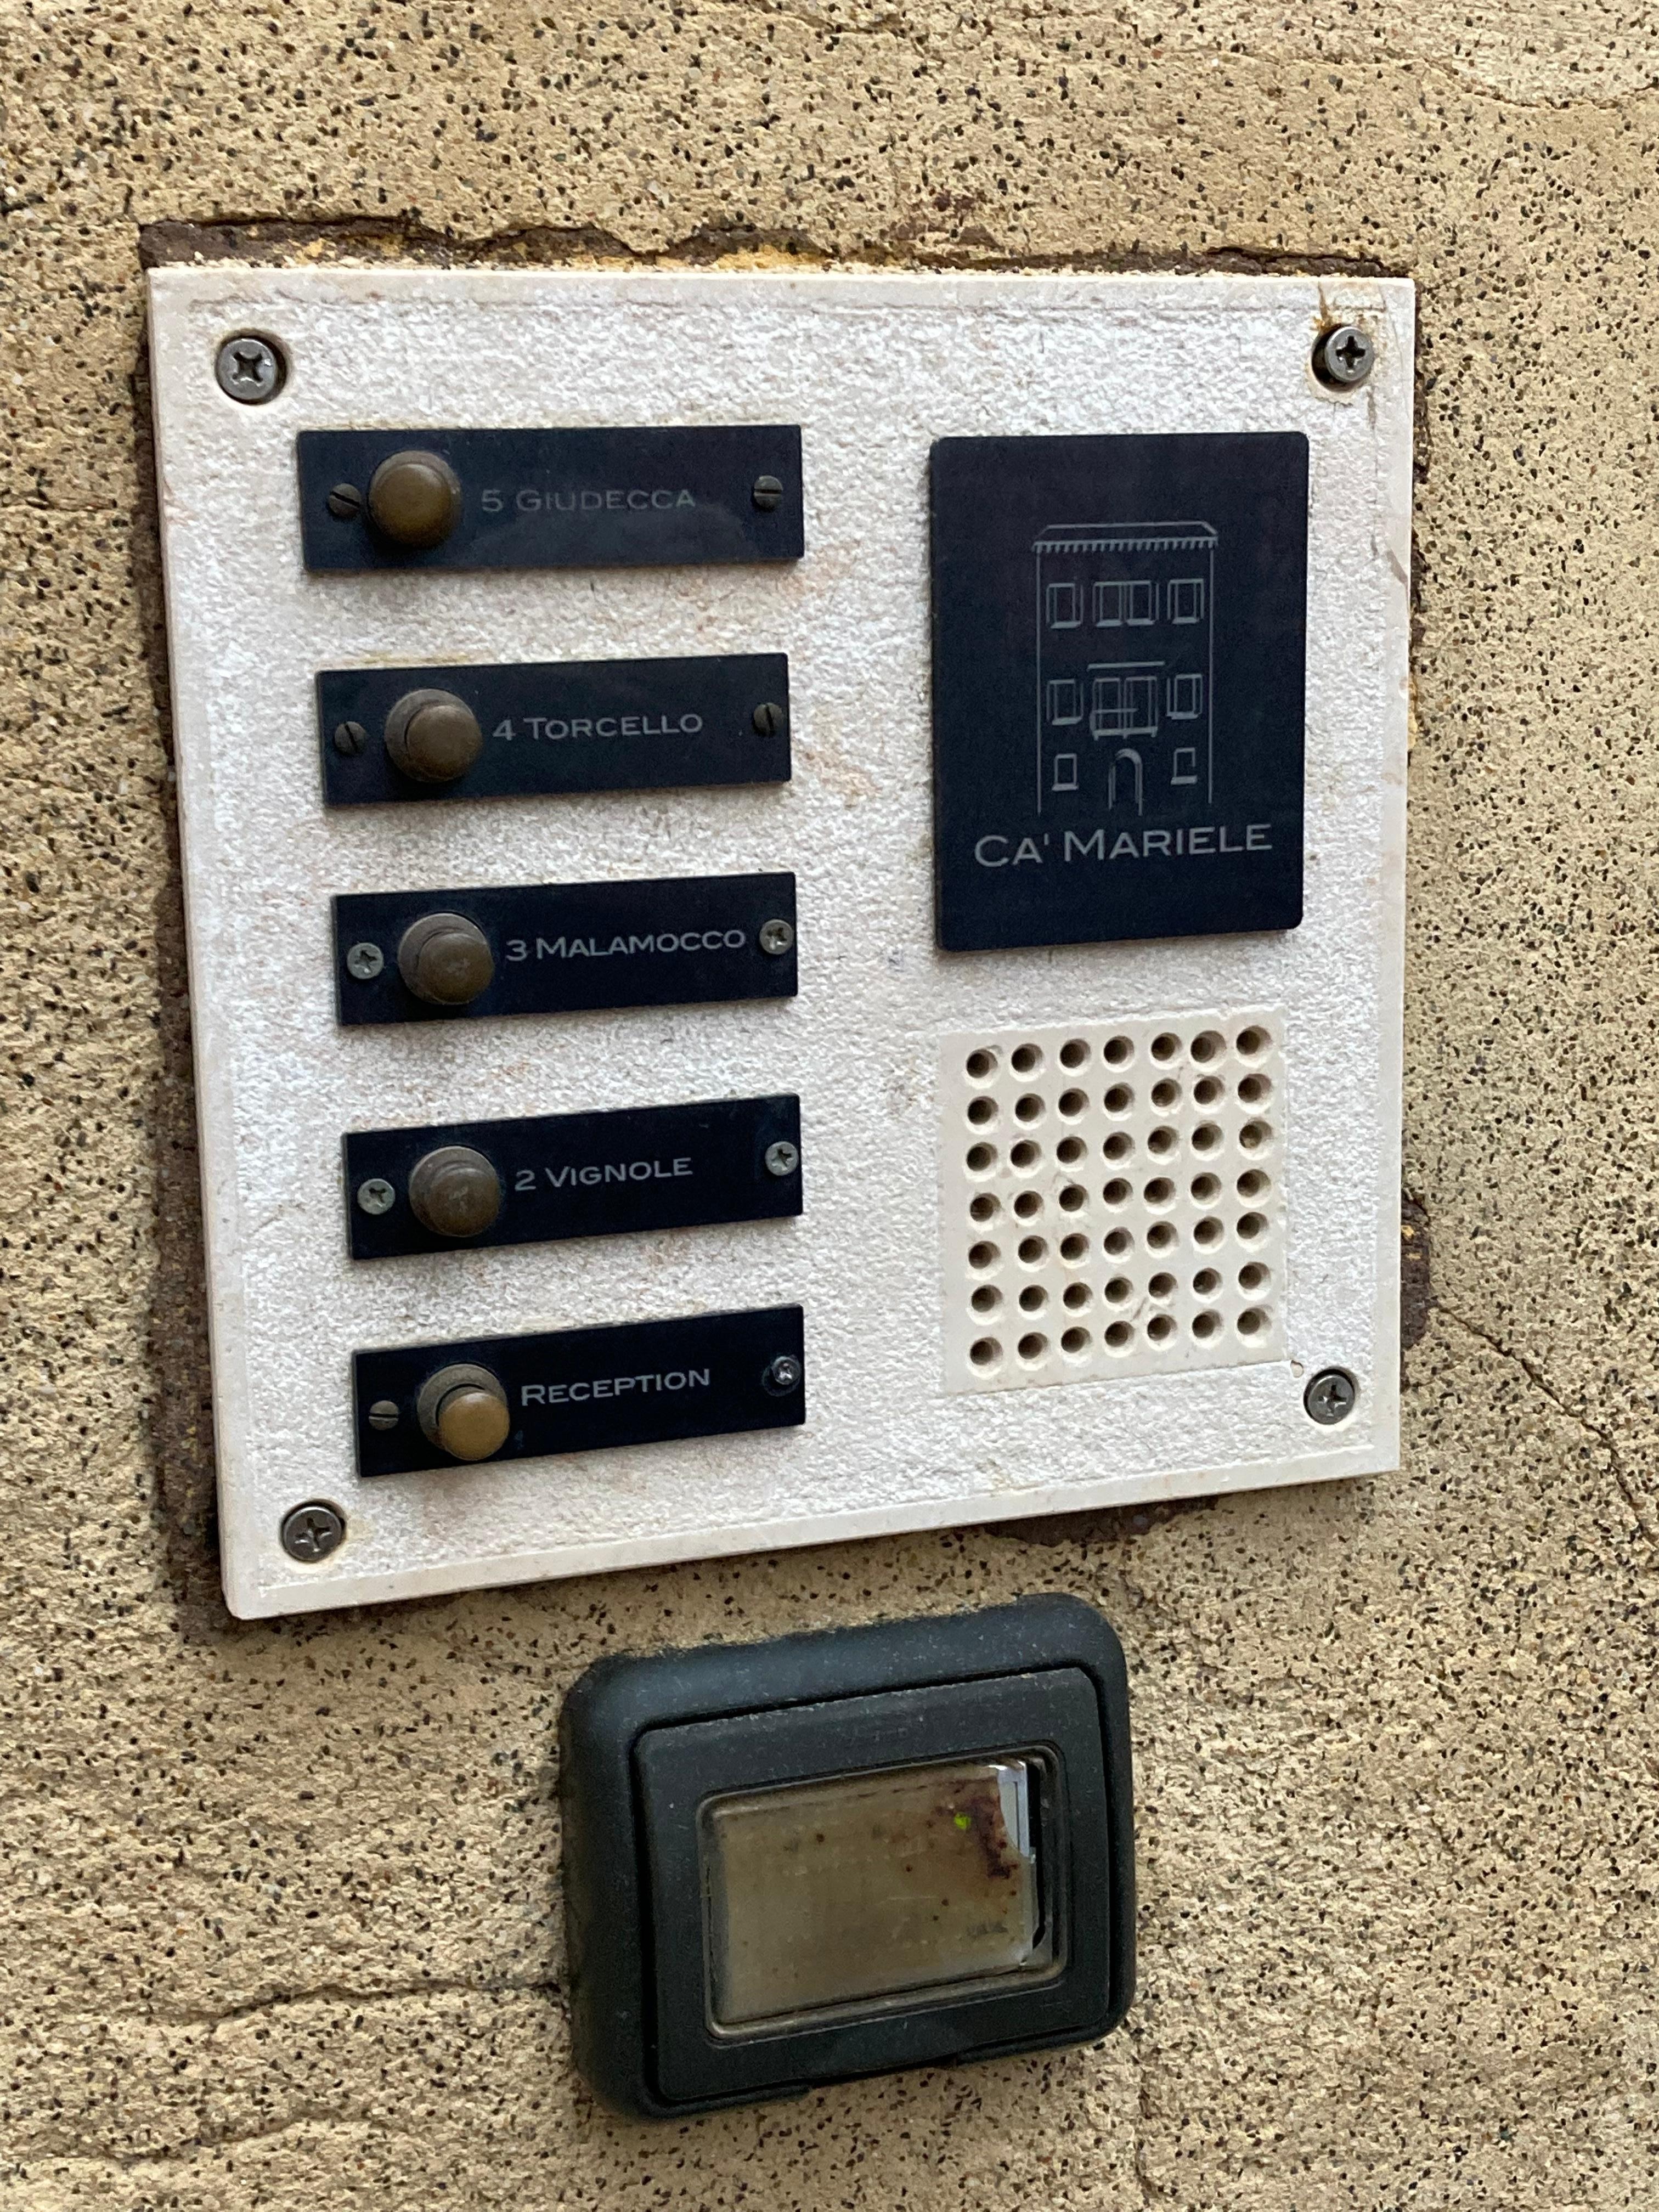 5 GIUDECCA
4 TORCELLO
3 MALAMOCCO
2 VIGNOLE
RECEPTION
CA' MARIELE